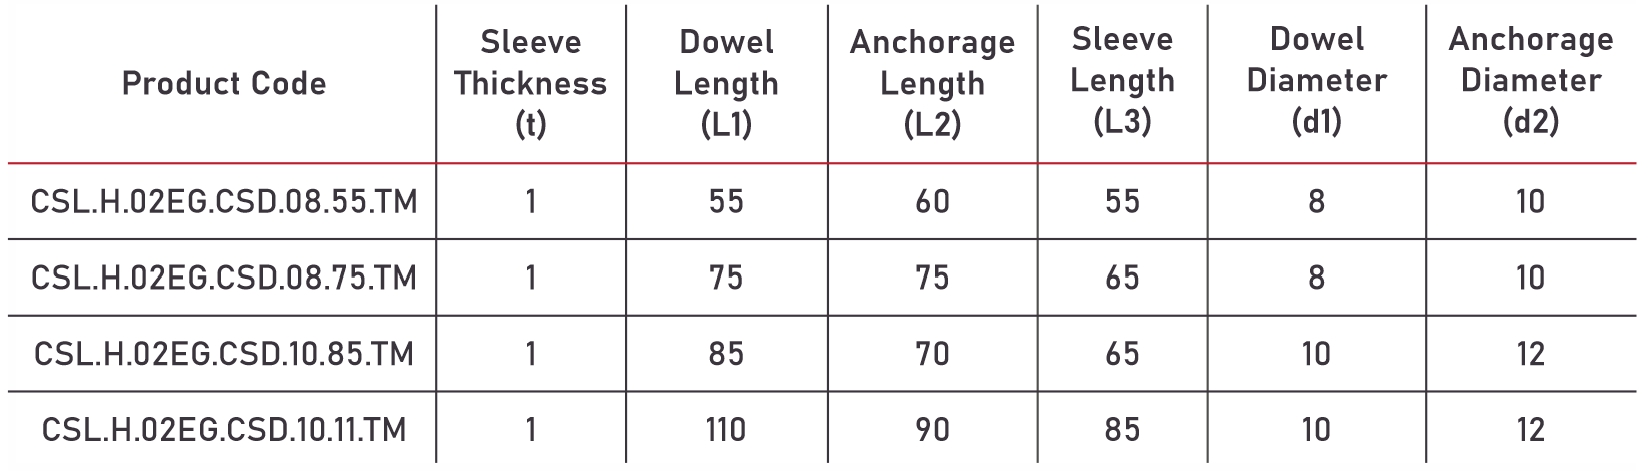 Product Code Sleeve Thickness (t) Dowel Length (L1) Anchorage Length (L2) Sleeve Length (L3) Dowel Diameter (d1) Anchorage Diameter (d2)
CSL.H.02EG.CSD.08.55.TM 1 55 60 55 8 10
CSL.H.02EG.CSD.08.75.TM 1 75 75 65 8 10
CSL.H.02EG.CSD.10.85.TM 1 85 70 65 10 12
CSL.H.02EG.CSD.10.11.TM 1 110 90 85 10 12